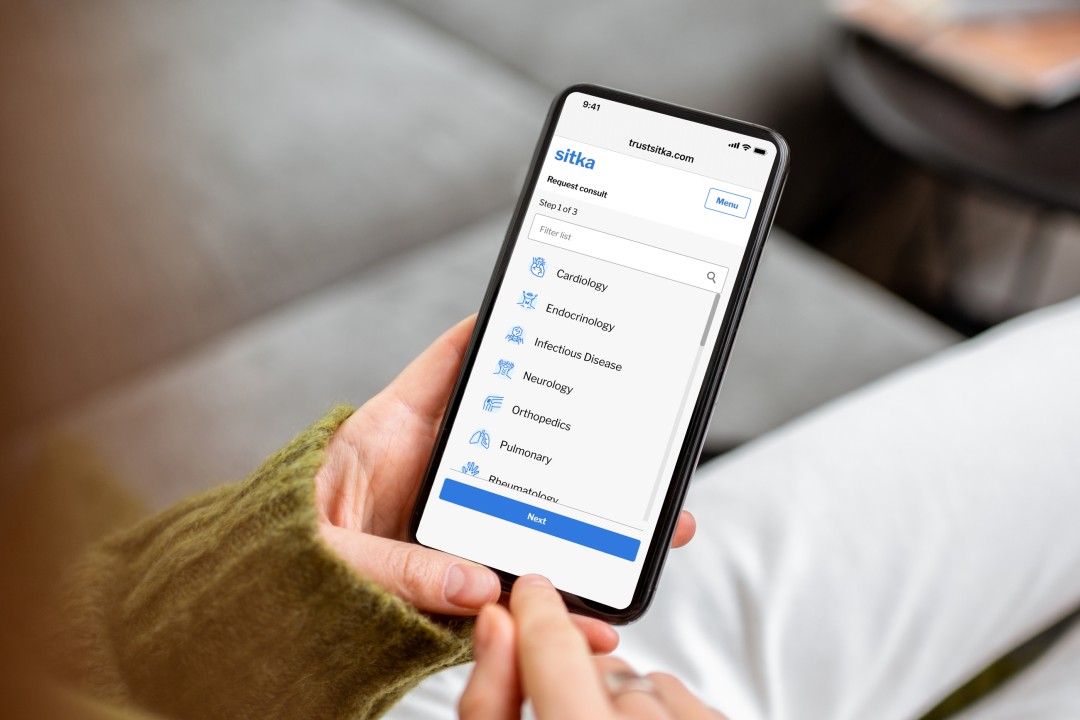 9:41
trustsitka.com
sitka
Request consult
Menu
Step 1 of 3
Filter list
Cardiology
Endocrinology
Infectious Disease
Neurology
Orthopedics
Pulmonary
Rheumatology
Next